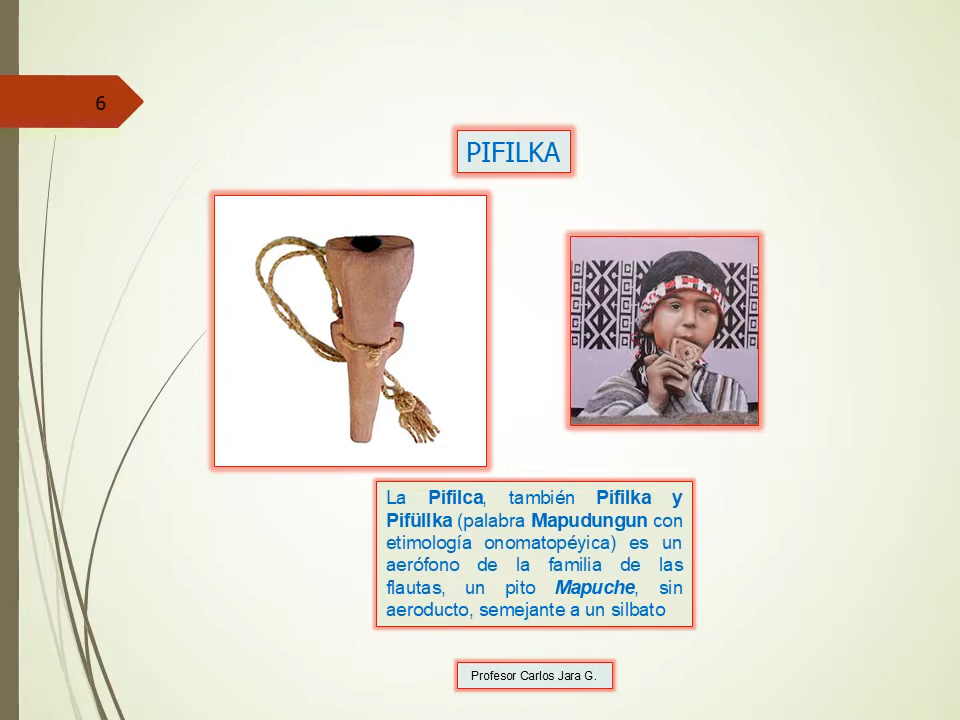 6
PIFILKA
La Pifilca, también Pifilka y
Pifüllka (palabra Mapudungun con
etimología onomatopéyica) es un
aerófono de la familia de las
flautas, un pito Mapuche, sin
aeroducto, semejante a un silbato
Profesor Carlos Jara G.